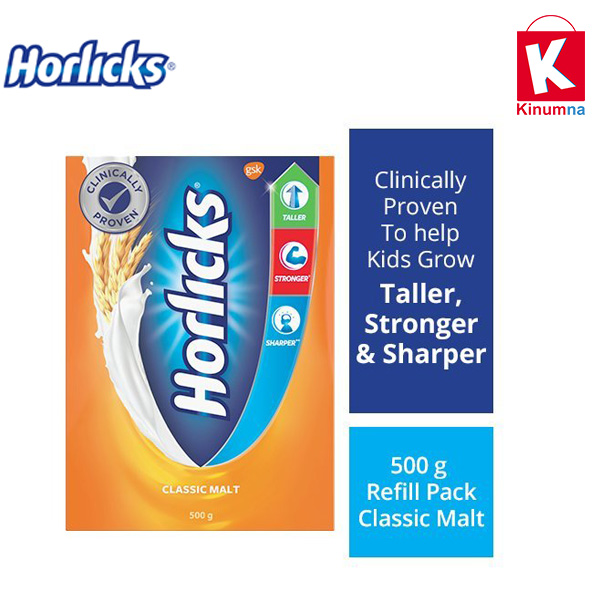 Horlicks®
K
Kinumna
CLINICALLY
PROVEN
gsk
TALLER
STRONGER
SHARPER™
Horlicks®
CLASSIC MALT
500 g
Clinically
Proven
To help
Kids Grow
Taller,
Stronger
& Sharper
500 g
Refill Pack
Classic Malt